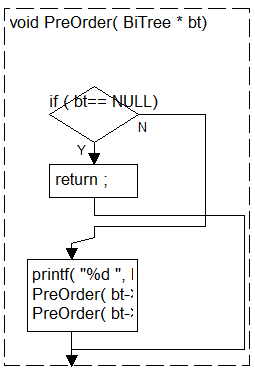 void PreOrder( BiTree * bt)
if ( bt== NULL)
N
Y
return ;
printf( "%d ",
PreOrder( bt-
PreOrder( bt-